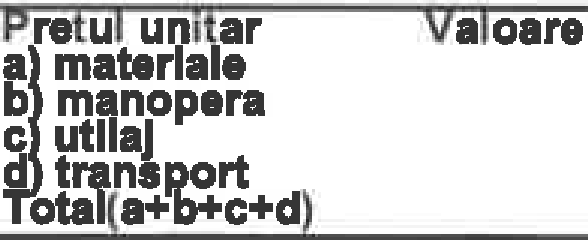 Pretul unitar Valoare
a) materiale
b) manopera
c) utilaj
d) transport
Total(a+b+c+d)